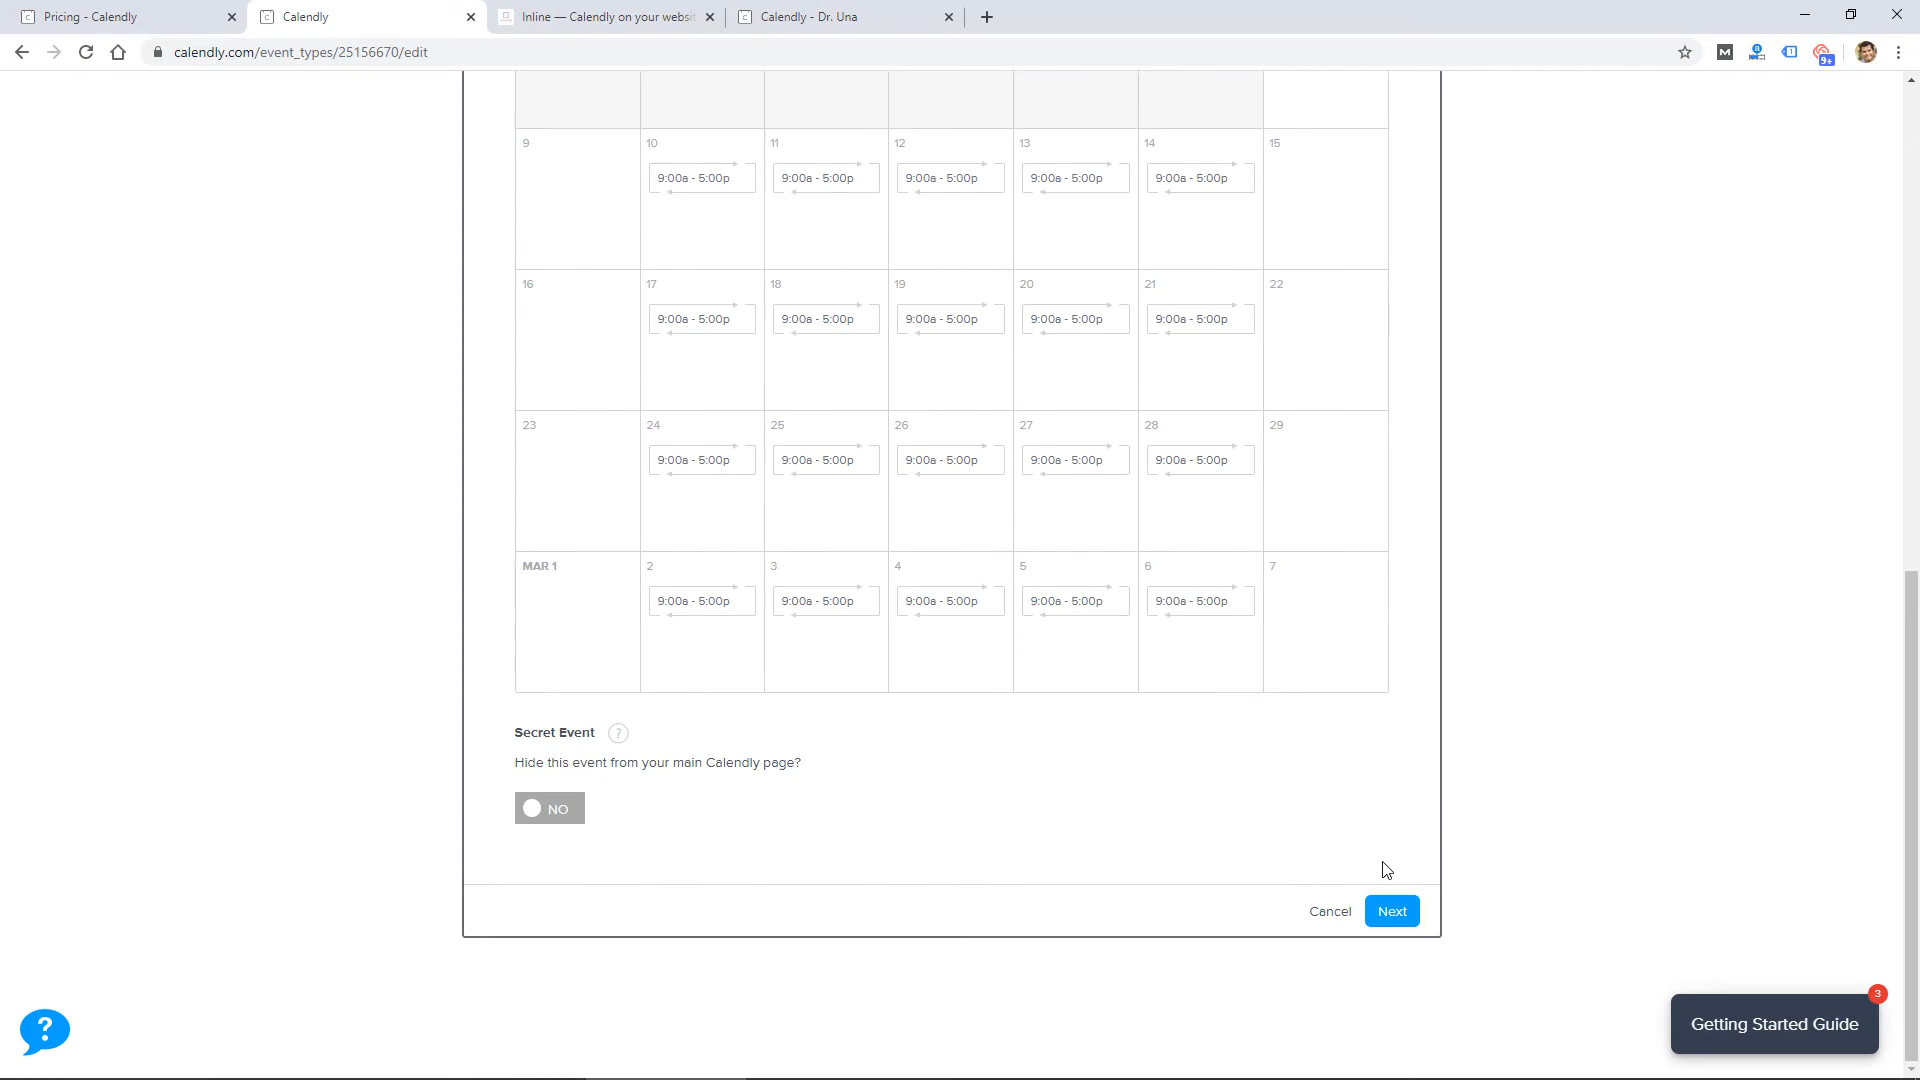 Pricing - Calendly
Calendly
Inline — Calendly on your websi
Calendly - Dr. Una
calendly.com/event_types/25156670/edit
9+
9 10 11 12 13 14 15
9:00a - 5:00p 9:00a - 5:00p 9:00a - 5:00p 9:00a - 5:00p 9:00a - 5:00p
16 17 18 19 20 21 22
9:00a - 5:00p 9:00a - 5:00p 9:00a - 5:00p 9:00a - 5:00p 9:00a - 5:00p
23 24 25 26 27 28 29
9:00a - 5:00p 9:00a - 5:00p 9:00a - 5:00p 9:00a - 5:00p 9:00a - 5:00p
MAR 1 2 3 4 5 6 7
9:00a - 5:00p 9:00a - 5:00p 9:00a - 5:00p 9:00a - 5:00p 9:00a - 5:00p
Secret Event ?
Hide this event from your main Calendly page?
NO
Cancel Next
3
Getting Started Guide
?